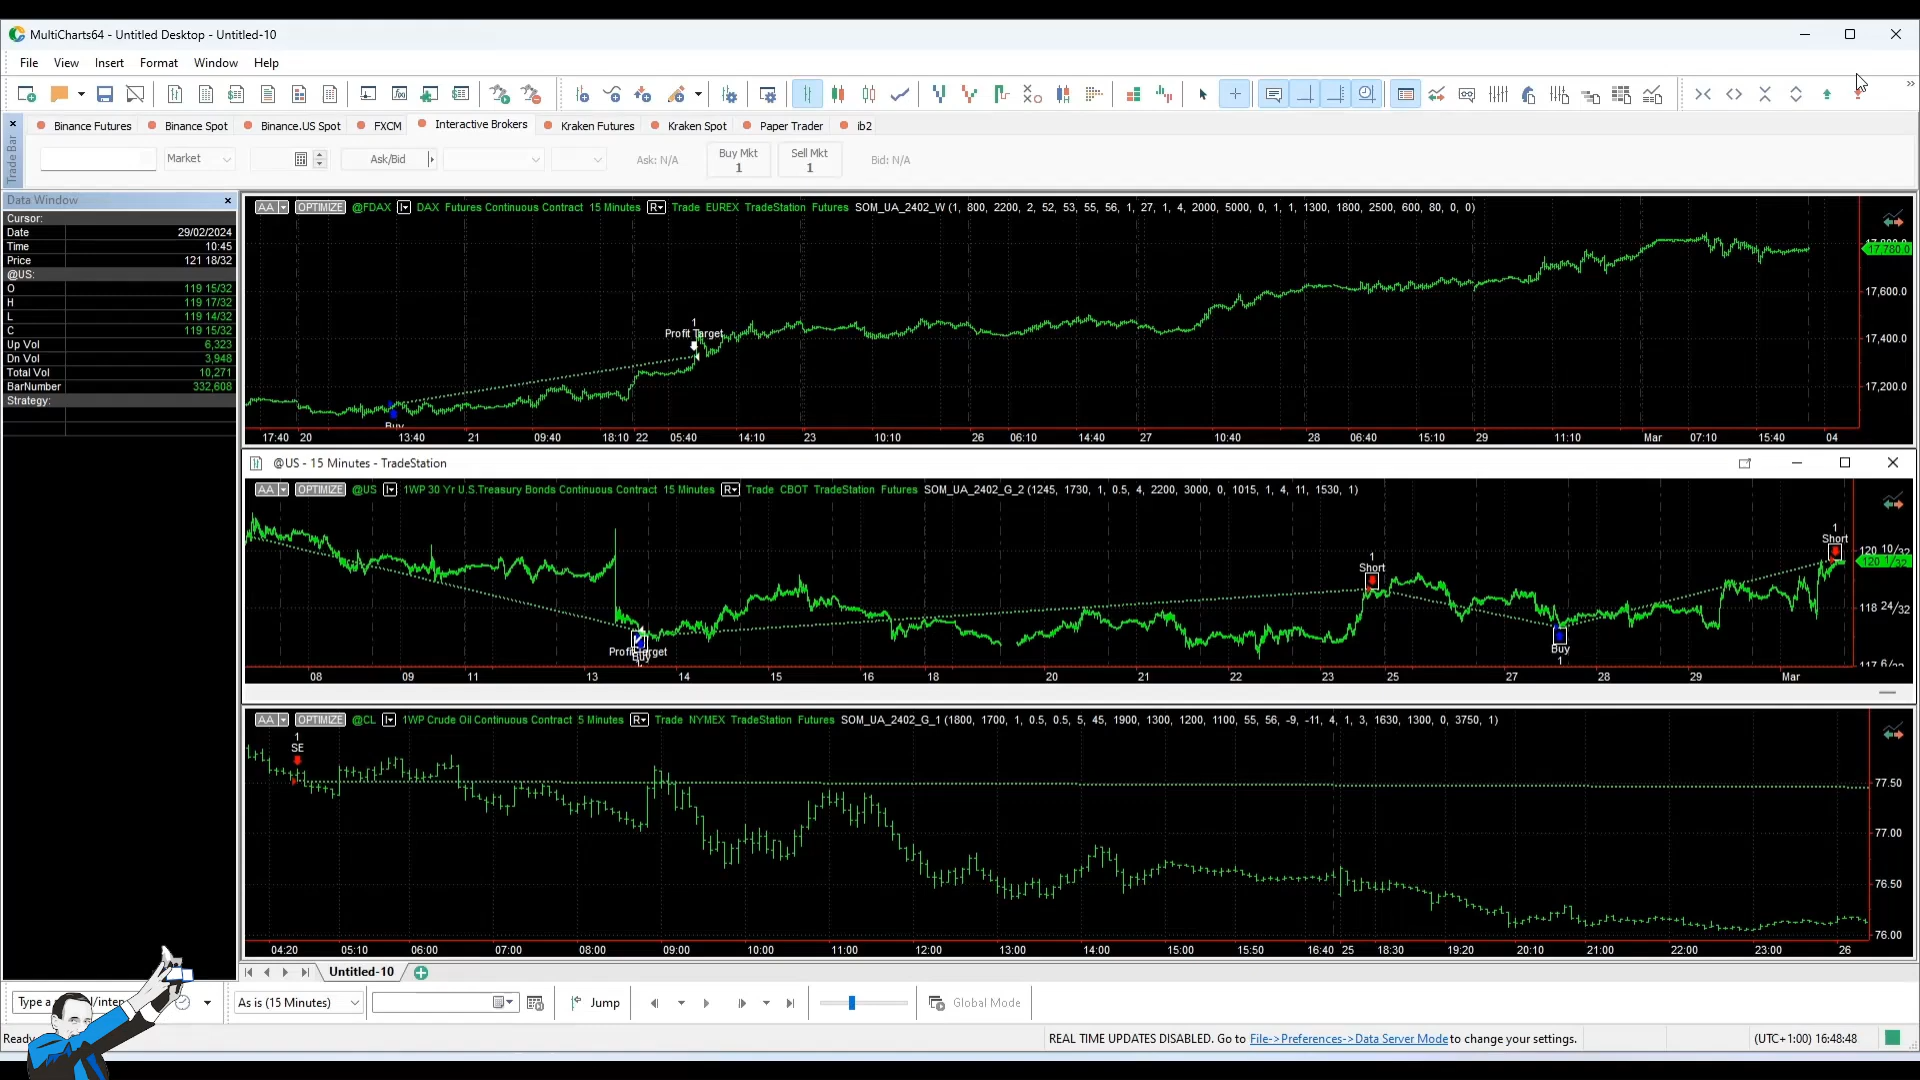 MultiCharts64 - Untitled Desktop - Untitled-10
File View Insert Format Window Help
Trade Bar
Binance Futures Binance Spot Binance.US Spot FXCM Interactive Brokers Kraken Futures Kraken Spot Paper Trader ib2
Market Ask/Bid Ask: N/A Buy Mkt 1 Sell Mkt 1 Bid: N/A
Data Window
Cursor:
Date 29/02/2024
Time 10:45
Price 121 18/32
@US:
O 119 15/32
H 119 17/32
L 119 14/32
C 119 15/32
Up Vol 6,323
Dn Vol 3,948
Total Vol 10,271
BarNumber 332,608
Strategy:
AA OPTIMIZE @FDAX DAX Futures Continuous Contract 15 Minutes R Trade EUREX TradeStation Futures SOM_UA_2402_W (1, 800, 2200, 2, 52, 53, 55, 56, 1, 27, 1, 4, 2000, 5000, 0, 1, 1, 1300, 1800, 2500, 600, 80, 0, 0)
17,780.0
17,600.0
1
Profit Target
17,400.0
17,200.0
Buy
17:40 20 13:40 21 09:40 18:10 22 05:40 14:10 23 10:10 26 06:10 14:40 27 10:40 28 06:40 15:10 29 11:10 Mar 07:10 15:40 04
@US - 15 Minutes - TradeStation
AA OPTIMIZE @US 1WP 30 Yr U.S.Treasury Bonds Continuous Contract 15 Minutes R Trade CBOT TradeStation Futures SOM_UA_2402_G_2 (1245, 1730, 1, 0.5, 4, 2200, 3000, 0, 1015, 1, 4, 11, 1530, 1)
1
Short
120 10/32
120 1/32
1
Short
118 24/32
Profit Target
Buy
Buy
1
08 09 11 13 14 15 16 18 20 21 22 23 25 27 28 29 Mar
AA OPTIMIZE @CL 1WP Crude Oil Continuous Contract 5 Minutes R Trade NYMEX TradeStation Futures SOM_UA_2402_G_1 (1800, 1700, 1, 0.5, 0.5, 5, 45, 1900, 1300, 1200, 1100, 55, 56, -9, -11, 4, 1, 3, 1630, 1300, 0, 3750, 1)
1
SE
77.50
77.00
76.50
76.00
04:20 05:10 06:00 07:00 08:00 09:00 10:00 11:00 12:00 13:00 14:00 15:00 15:50 16:40 25 18:30 19:20 20:10 21:00 22:00 23:00 26
Untitled-10
Type a As is (15 Minutes) Jump Global Mode
Ready REAL TIME UPDATES DISABLED. Go to File->Preferences->Data Server Mode to change your settings. (UTC+1:00) 16:48:48